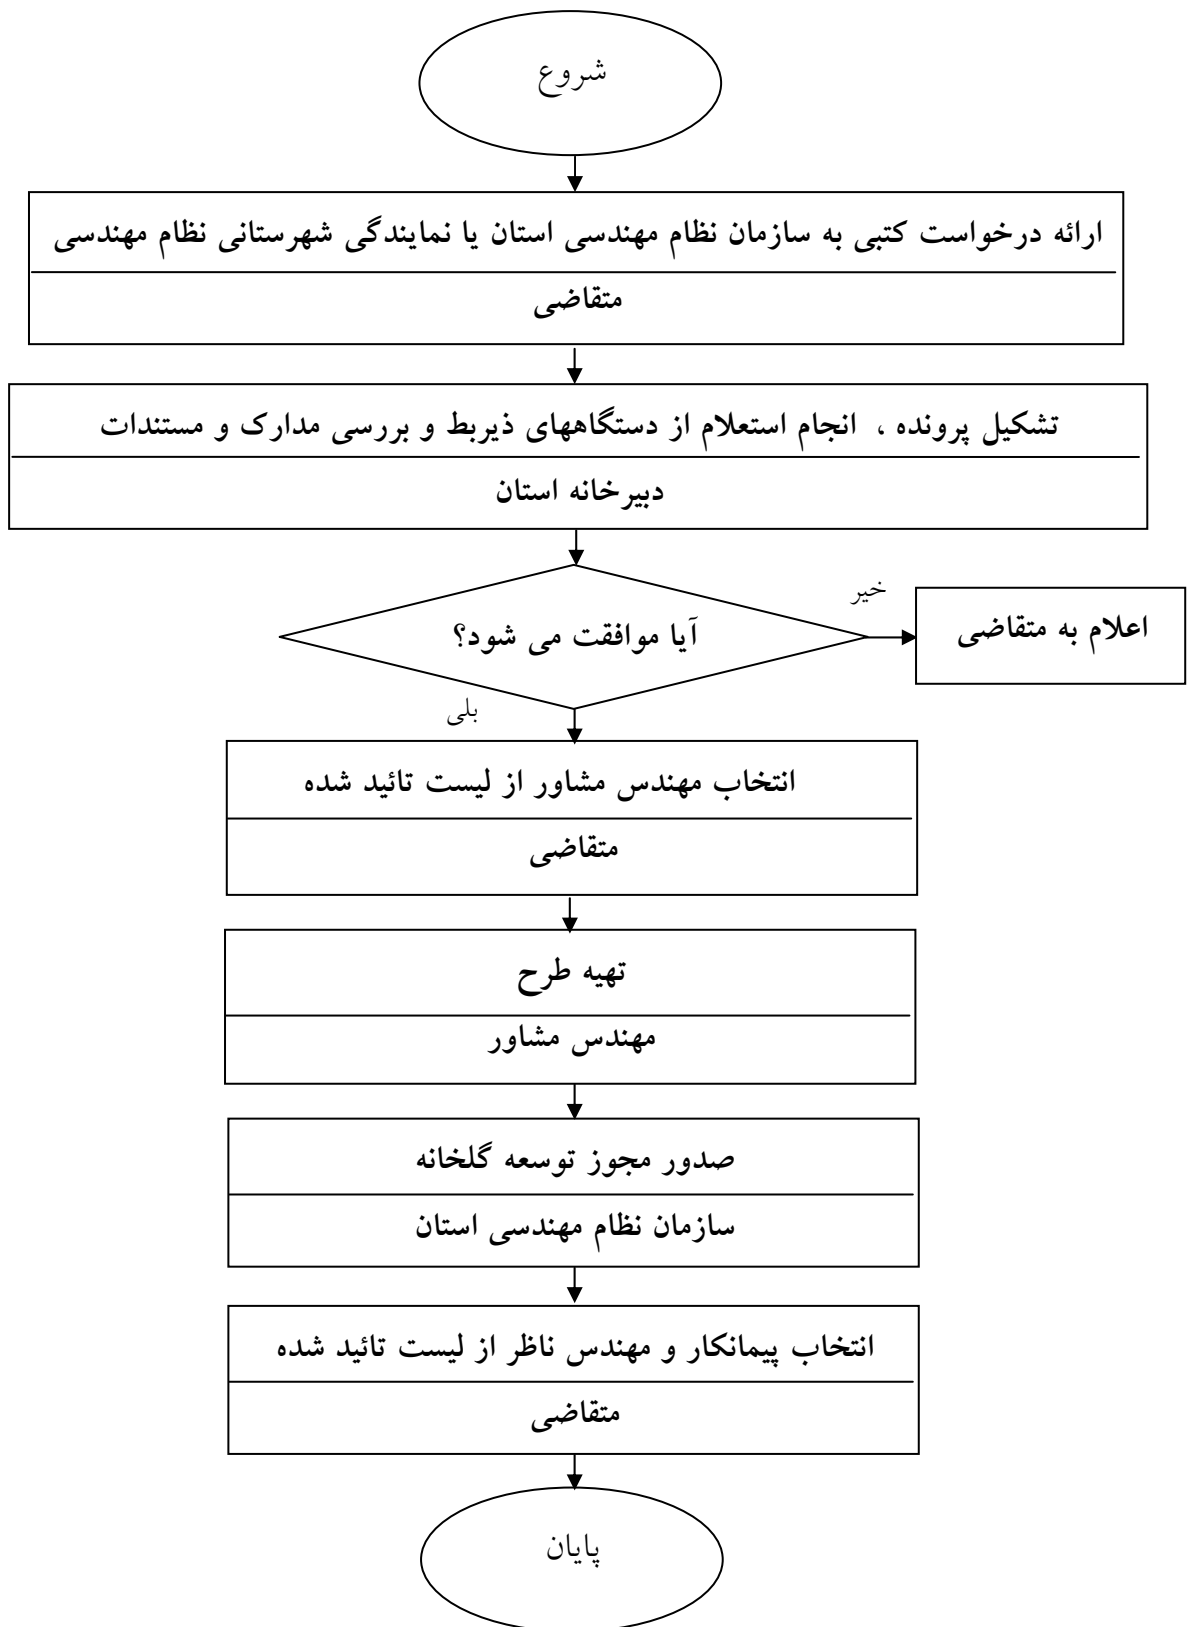 شروع
ارائه درخواست کتبی به سازمان نظام مهندسی استان یا نمایندگی شهرستانی نظام مهندسی
متقاضی
تشکیل پرونده ، انجام استعلام از دستگاههای ذیربط و بررسی مدارک و مستندات
دبیرخانه استان
آیا موافقت می شود؟
خیر
اعلام به متقاضی
بلی
انتخاب مهندس مشاور از لیست تائید شده
متقاضی
تهیه طرح
مهندس مشاور
صدور مجوز توسعه گلخانه
سازمان نظام مهندسی استان
انتخاب پیمانکار و مهندس ناظر از لیست تائید شده
متقاضی
پایان